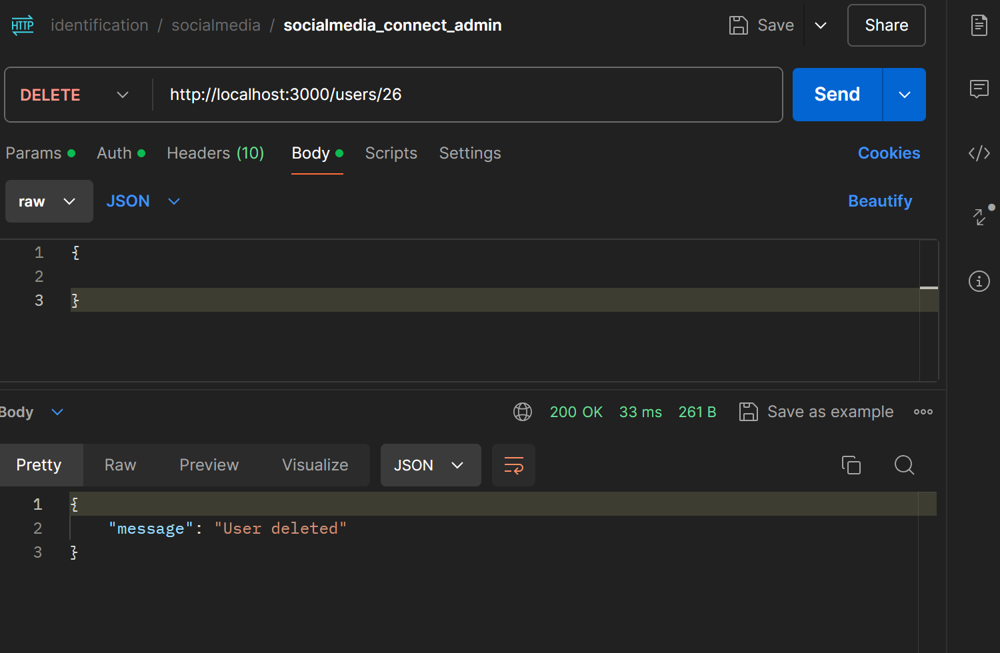 HTTP identification / socialmedia / socialmedia_connect_admin Save Share
DELETE http://localhost:3000/users/26 Send
Params Auth Headers (10) Body Scripts Settings Cookies
raw JSON Beautify
1 {
2
3 }
Body 200 OK 33 ms 261 B Save as example
Pretty Raw Preview Visualize JSON
1 {
2 "message": "User deleted"
3 }